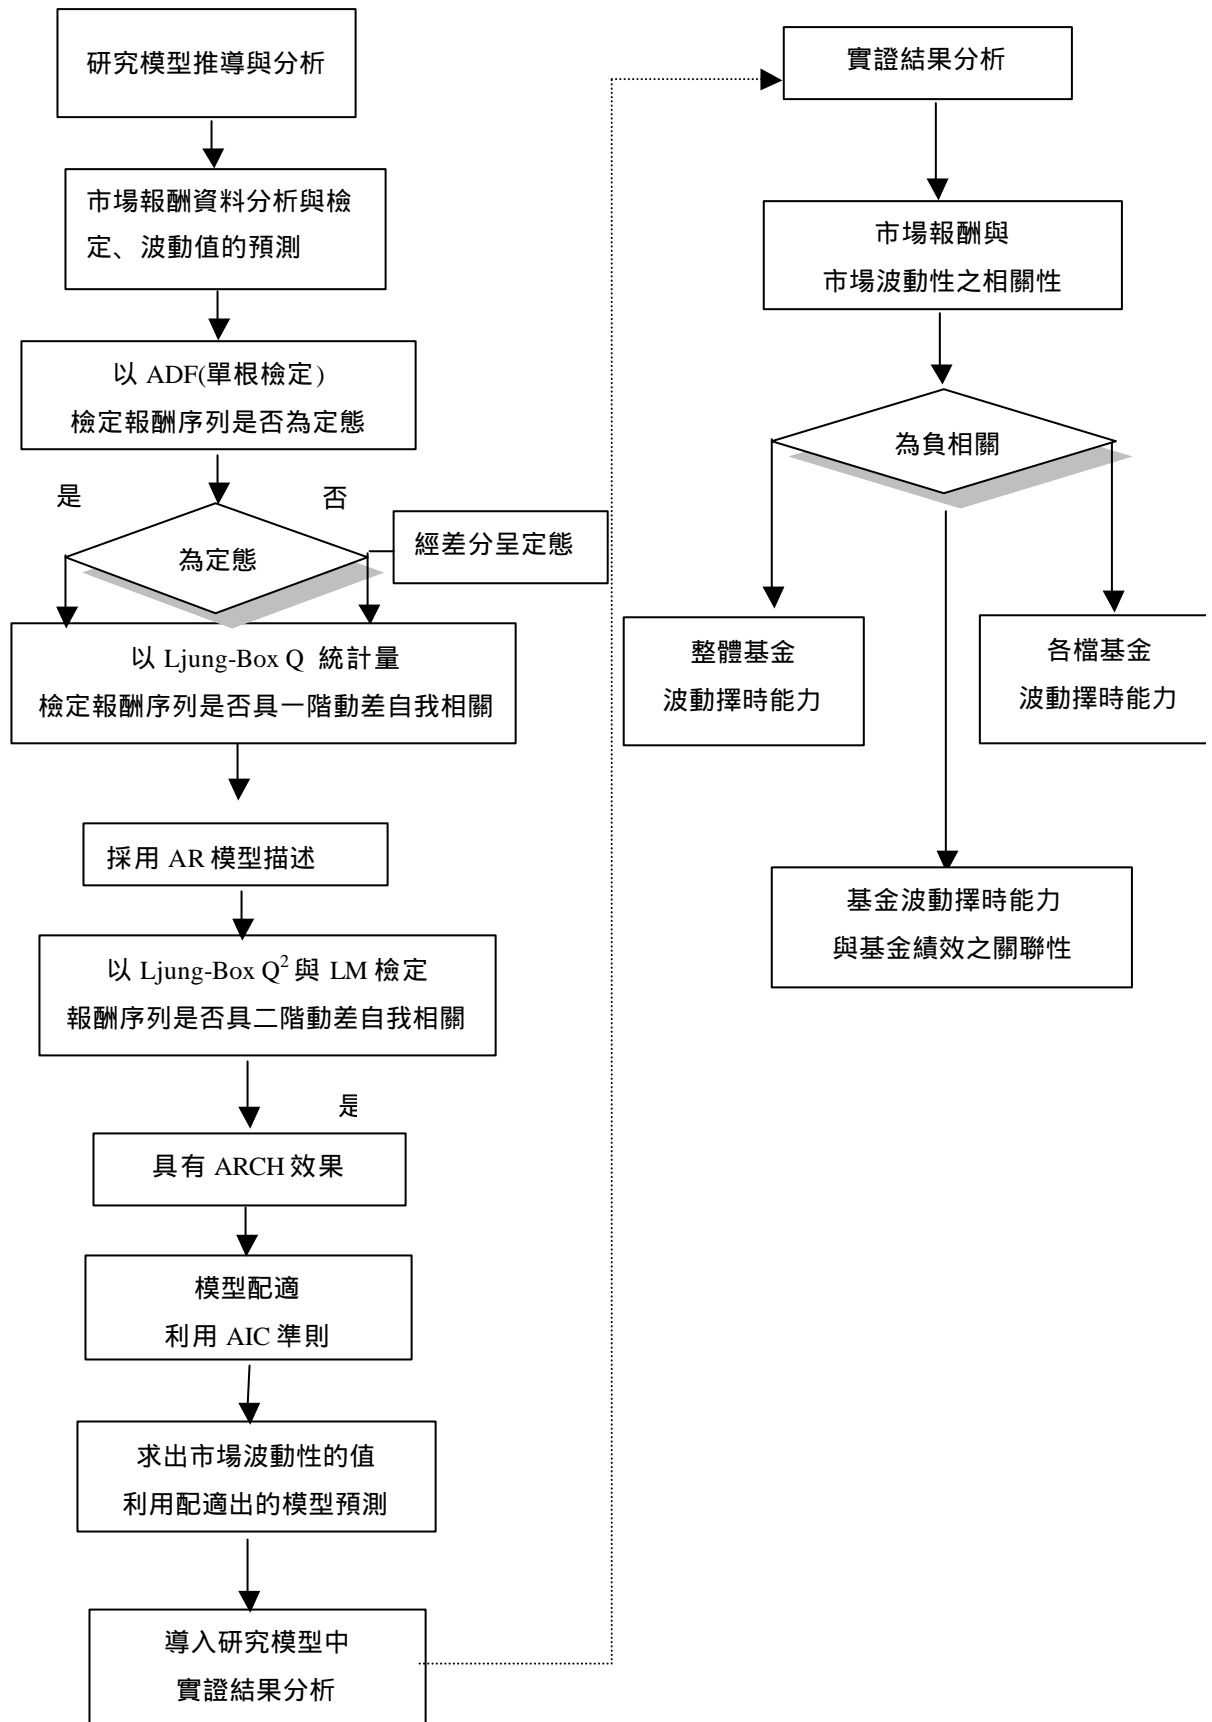 研究模型推導與分析
市場報酬資料分析與檢
定、波動值的預測
以 ADF(單根檢定)
檢定報酬序列是否為定態
是
否
為定態
經差分呈定態
以 Ljung-Box Q 統計量
檢定報酬序列是否具一階動差自我相關
採用 AR 模型描述
以 Ljung-Box Q² 與 LM 檢定
報酬序列是否具二階動差自我相關
是
具有 ARCH 效果
模型配適
利用 AIC 準則
求出市場波動性的值
利用配適出的模型預測
導入研究模型中
實證結果分析
實證結果分析
市場報酬與
市場波動性之相關性
為負相關
整體基金
波動擇時能力
各檔基金
波動擇時能力
基金波動擇時能力
與基金績效之關聯性